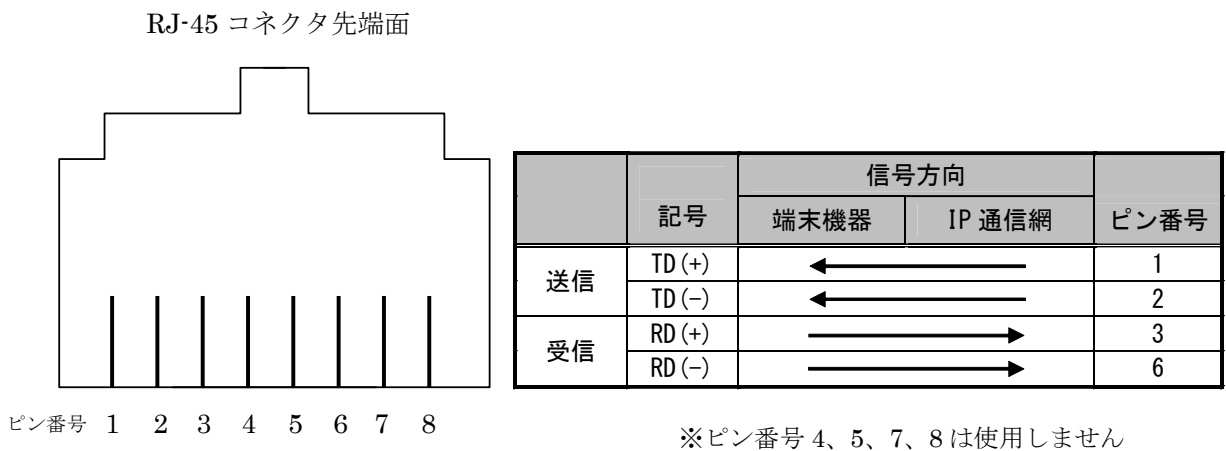 RJ-45 コネクタ先端面
ピン番号 1 2 3 4 5 6 7 8
信号方向
記号 端末機器 IP 通信網 ピン番号
送信 TD(+) 1
TD(−) 2
受信 RD(+) 3
RD(−) 6
※ピン番号 4、5、7、8 は使用しません